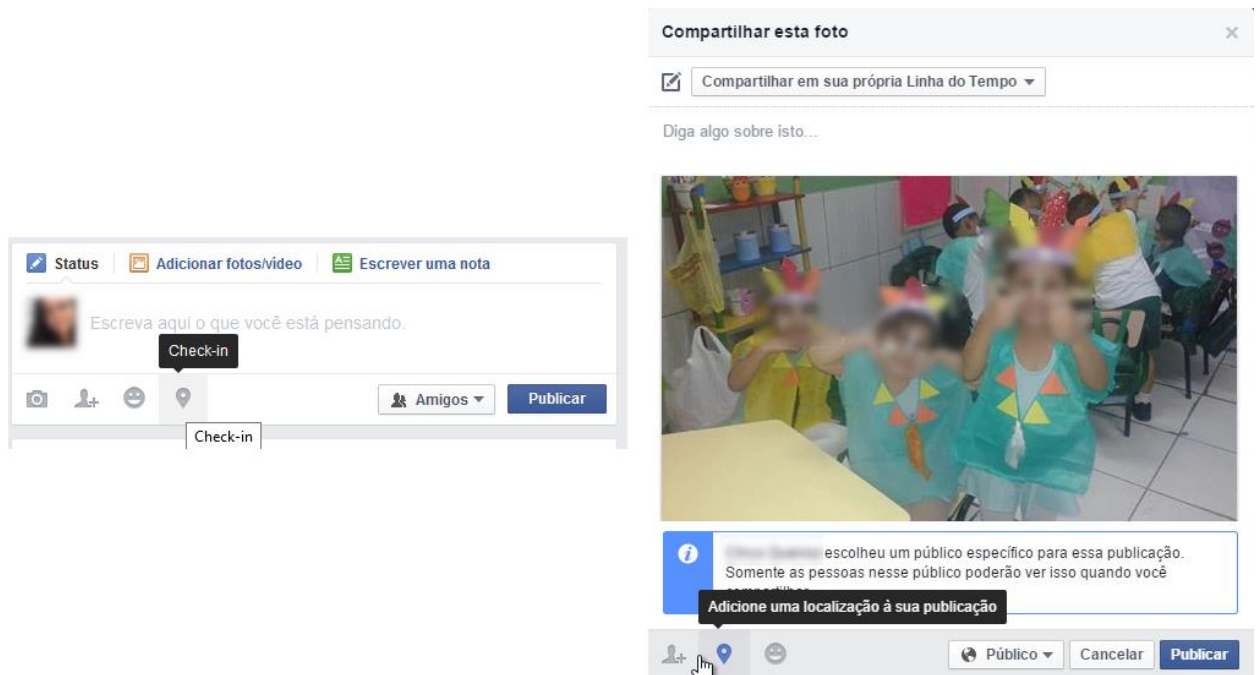 Status Adicionar fotos/vídeo Escrever uma nota
Escreva aqui o que você está pensando.
Check-in
Amigos Publicar
Check-in
Compartilhar esta foto
Compartilhar em sua própria Linha do Tempo
Diga algo sobre isto...
escolheu um público específico para essa publicação.
Somente as pessoas nesse público poderão ver isso quando você
Adicione uma localização à sua publicação
Público Cancelar Publicar